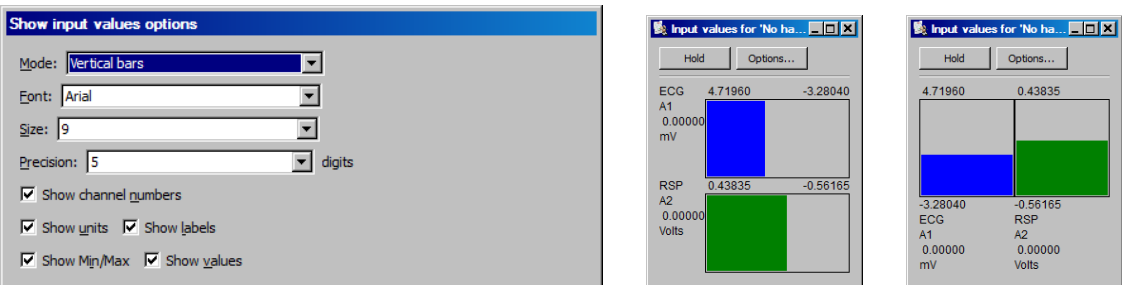 Show input values options
Mode: Vertical bars
Font: Arial
Size: 9
Precision: 5 digits
Show channel numbers
Show units Show labels
Show Min/Max Show values
Input values for 'No ha...
Hold Options...
ECG 4.71960 -3.28040
A1
0.00000
mV
RSP 0.43835 -0.56165
A2
0.00000
Volts
Input values for 'No ha...
Hold Options...
4.71960 0.43835
-3.28040 -0.56165
ECG RSP
A1 A2
0.00000 0.00000
mV Volts